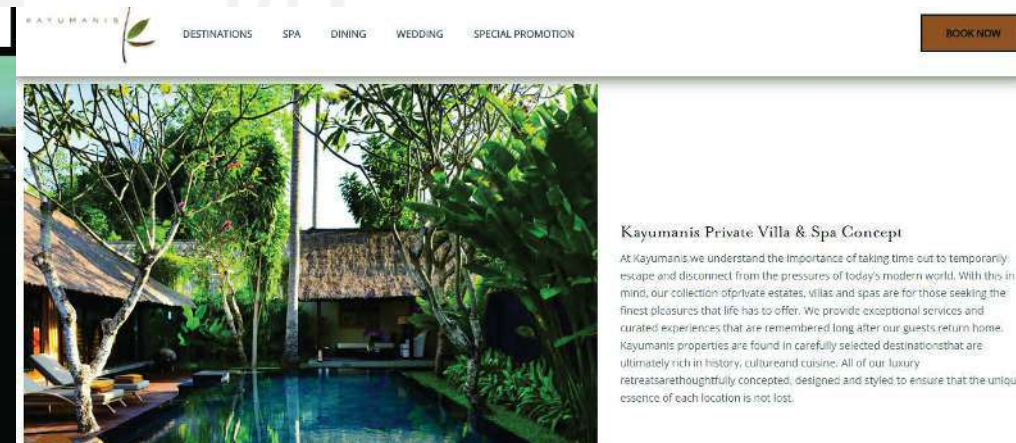 KAYUMANIS
DESTINATIONS SPA DINING WEDDING SPECIAL PROMOTION BOOK NOW
Kayumanis Private Villa & Spa Concept
At Kayumanis,we understand the importance of taking time out to temporarily
escape and disconnect from the pressures of today's modern world. With this in
mind, our collection ofprivate estates, villas and spas are for those seeking the
finest pleasures that life has to offer. We provide exceptional services and
curated experiences that are remembered long after our guests return home.
Kayumanis properties are found in carefully selected destinationsthat are
ultimately rich in history, cultureand cuisine. All of our luxury
retreatsarethoughtfully concepted, designed and styled to ensure that the uniqu
essence of each location is not lost.